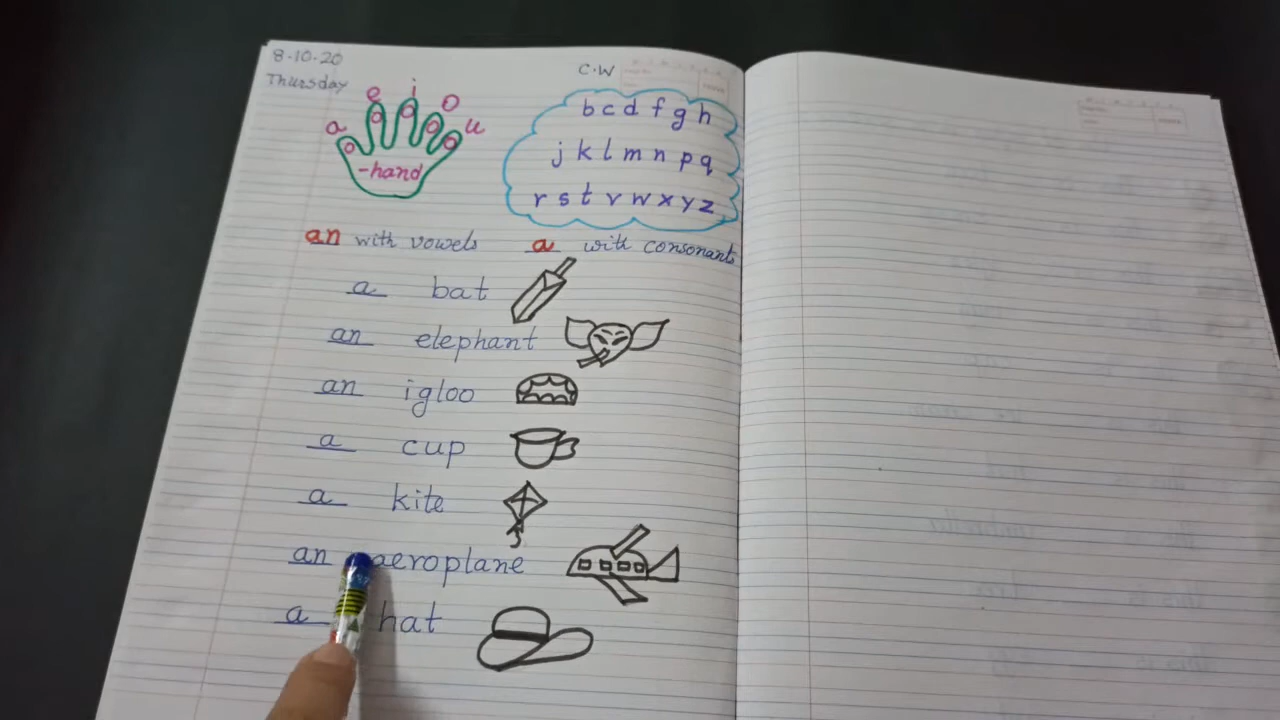 8.10.20
Thursday
C.W
a e i o u
-hand
b c d f g h
j k l m n p q
r s t v w x y z
an with vowels
a with consonants
a bat
an elephant
an igloo
a cup
a kite
an aeroplane
a hat